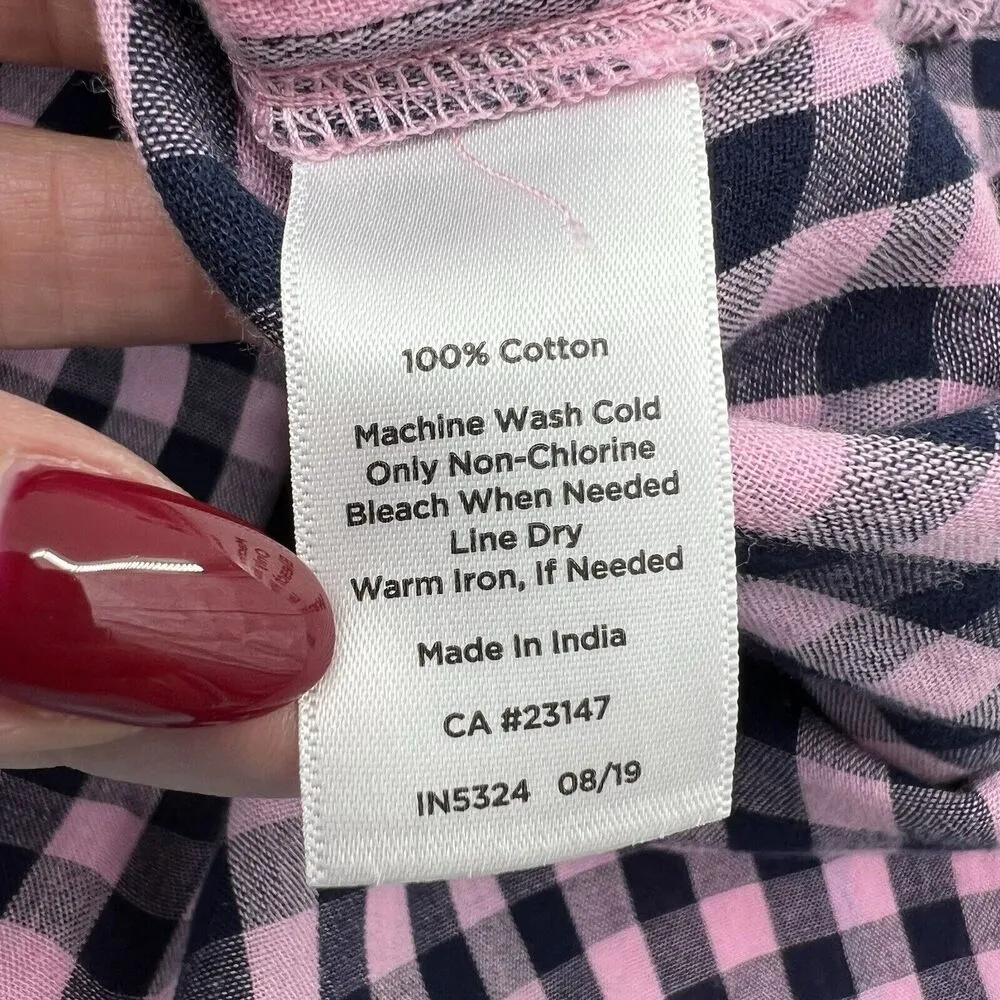 100% Cotton
Machine Wash Cold
Only Non-Chlorine
Bleach When Needed
Line Dry
Warm Iron, If Needed
Made In India
CA #23147
IN5324 08/19